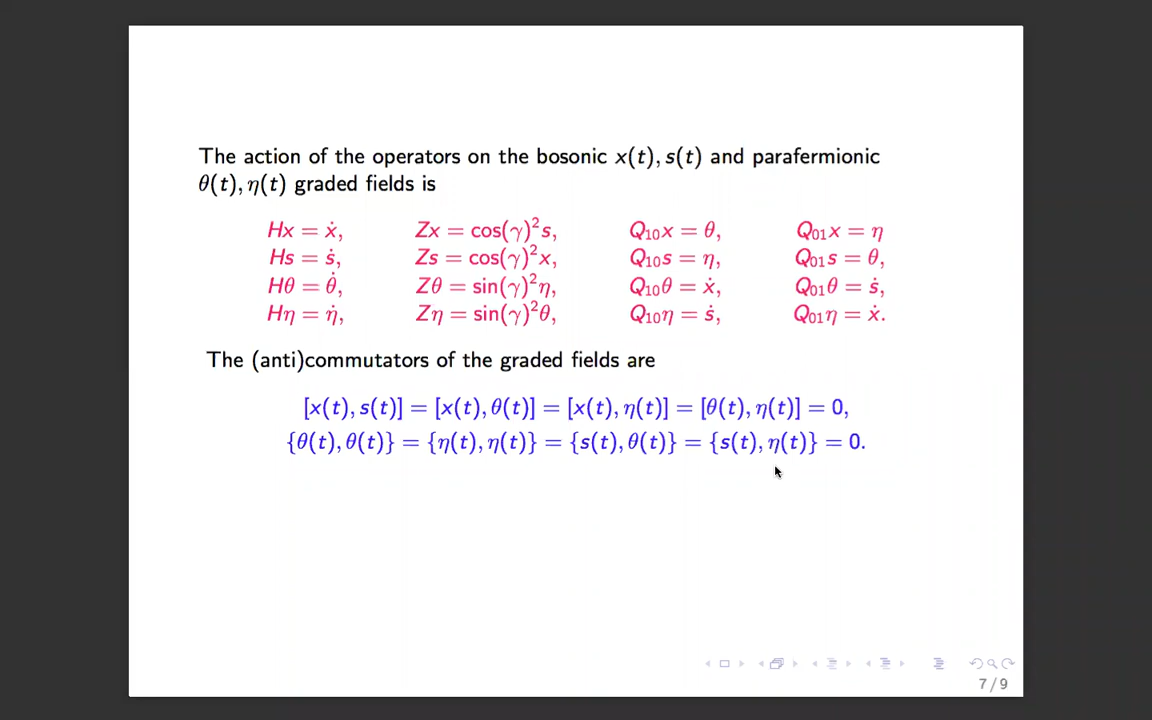 The action of the operators on the bosonic x(t), s(t) and parafermionic
θ(t), η(t) graded fields is
Hx = ẋ, Zx = cos(γ)²s, Q₁₀x = θ, Q₀₁x = η
Hs = ṡ, Zs = cos(γ)²x, Q₁₀s = η, Q₀₁s = θ,
Hθ = θ̇, Zθ = sin(γ)²η, Q₁₀θ = ẋ, Q₀₁θ = ṡ,
Hη = η̇, Zη = sin(γ)²θ, Q₁₀η = ṡ, Q₀₁η = ẋ.
The (anti)commutators of the graded fields are
[x(t), s(t)] = [x(t), θ(t)] = [x(t), η(t)] = [θ(t), η(t)] = 0,
{θ(t), θ(t)} = {η(t), η(t)} = {s(t), θ(t)} = {s(t), η(t)} = 0.
7 / 9